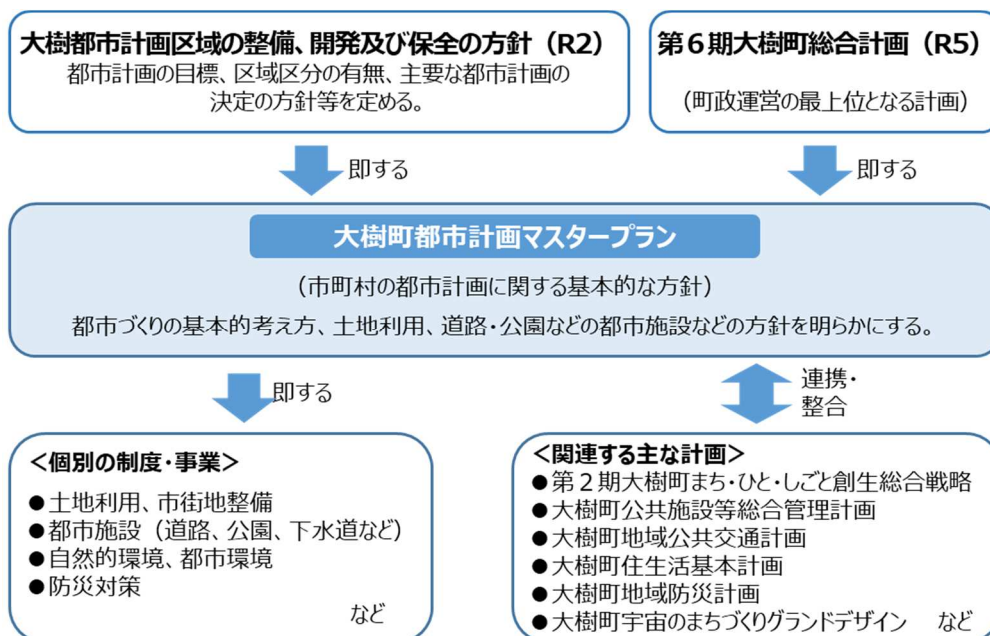 大樹都市計画区域の整備、開発及び保全の方針（R2）
都市計画の目標、区域区分の有無、主要な都市計画の
決定の方針等を定める。
第６期大樹町総合計画（R5）
（町政運営の最上位となる計画）
即する
即する
大樹町都市計画マスタープラン
（市町村の都市計画に関する基本的な方針）
都市づくりの基本的考え方、土地利用、道路・公園などの都市施設などの方針を明らかにする。
即する
連携・
整合
＜個別の制度・事業＞
●土地利用、市街地整備
●都市施設（道路、公園、下水道など）
●自然的環境、都市環境
●防災対策
など
＜関連する主な計画＞
●第２期大樹町まち・ひと・しごと創生総合戦略
●大樹町公共施設等総合管理計画
●大樹町地域公共交通計画
●大樹町住生活基本計画
●大樹町地域防災計画
●大樹町宇宙のまちづくりグランドデザイン　など